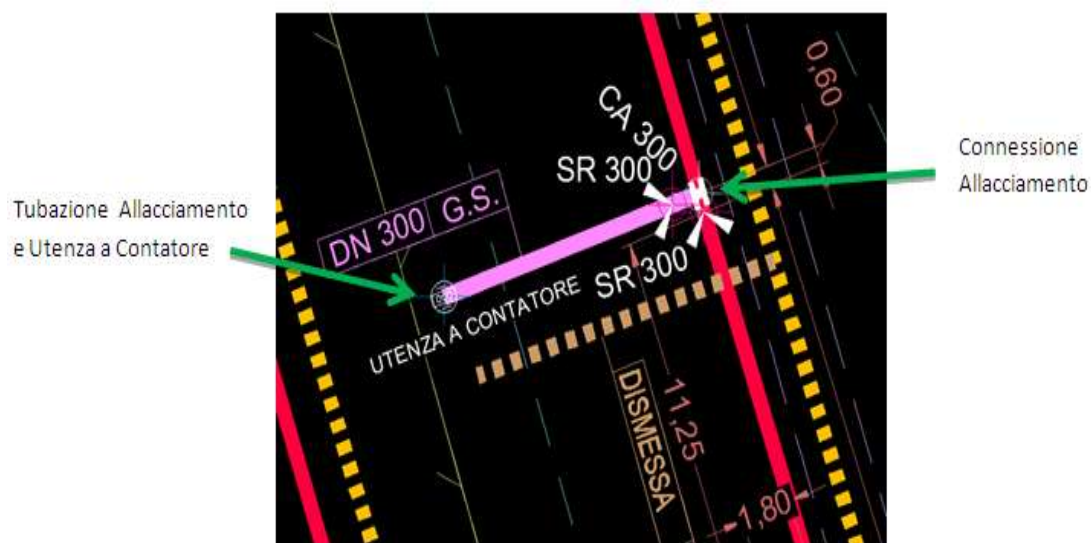 Tubazione Allacciamento
e Utenza a Contatore
DN 300 G.S.
UTENZA A CONTATORE
SR 300
CA 300
SR 300
DISMESSA
11,25
1,80
0,60
Connessione
Allacciamento